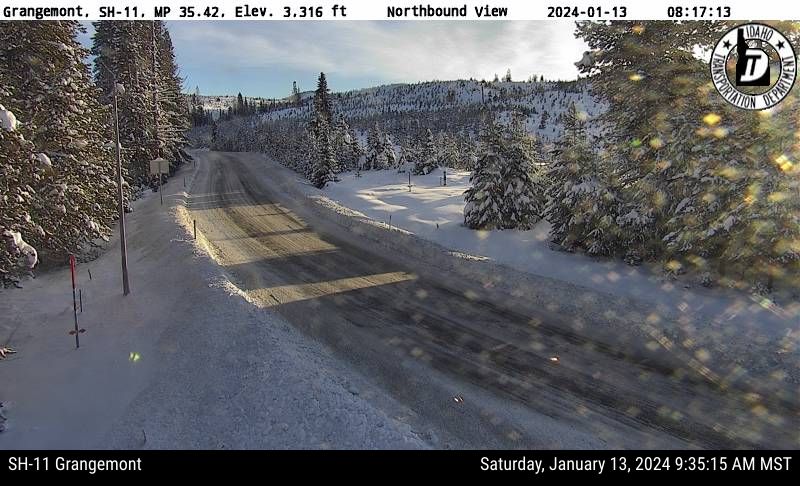 Grangemont, SH-11, MP 35.42, Elev. 3,316 ft Northbound View 2024-01-13 08:17:13
IDAHO
TRANSPORTATION DEPARTMENT
SH-11 Grangemont Saturday, January 13, 2024 9:35:15 AM MST